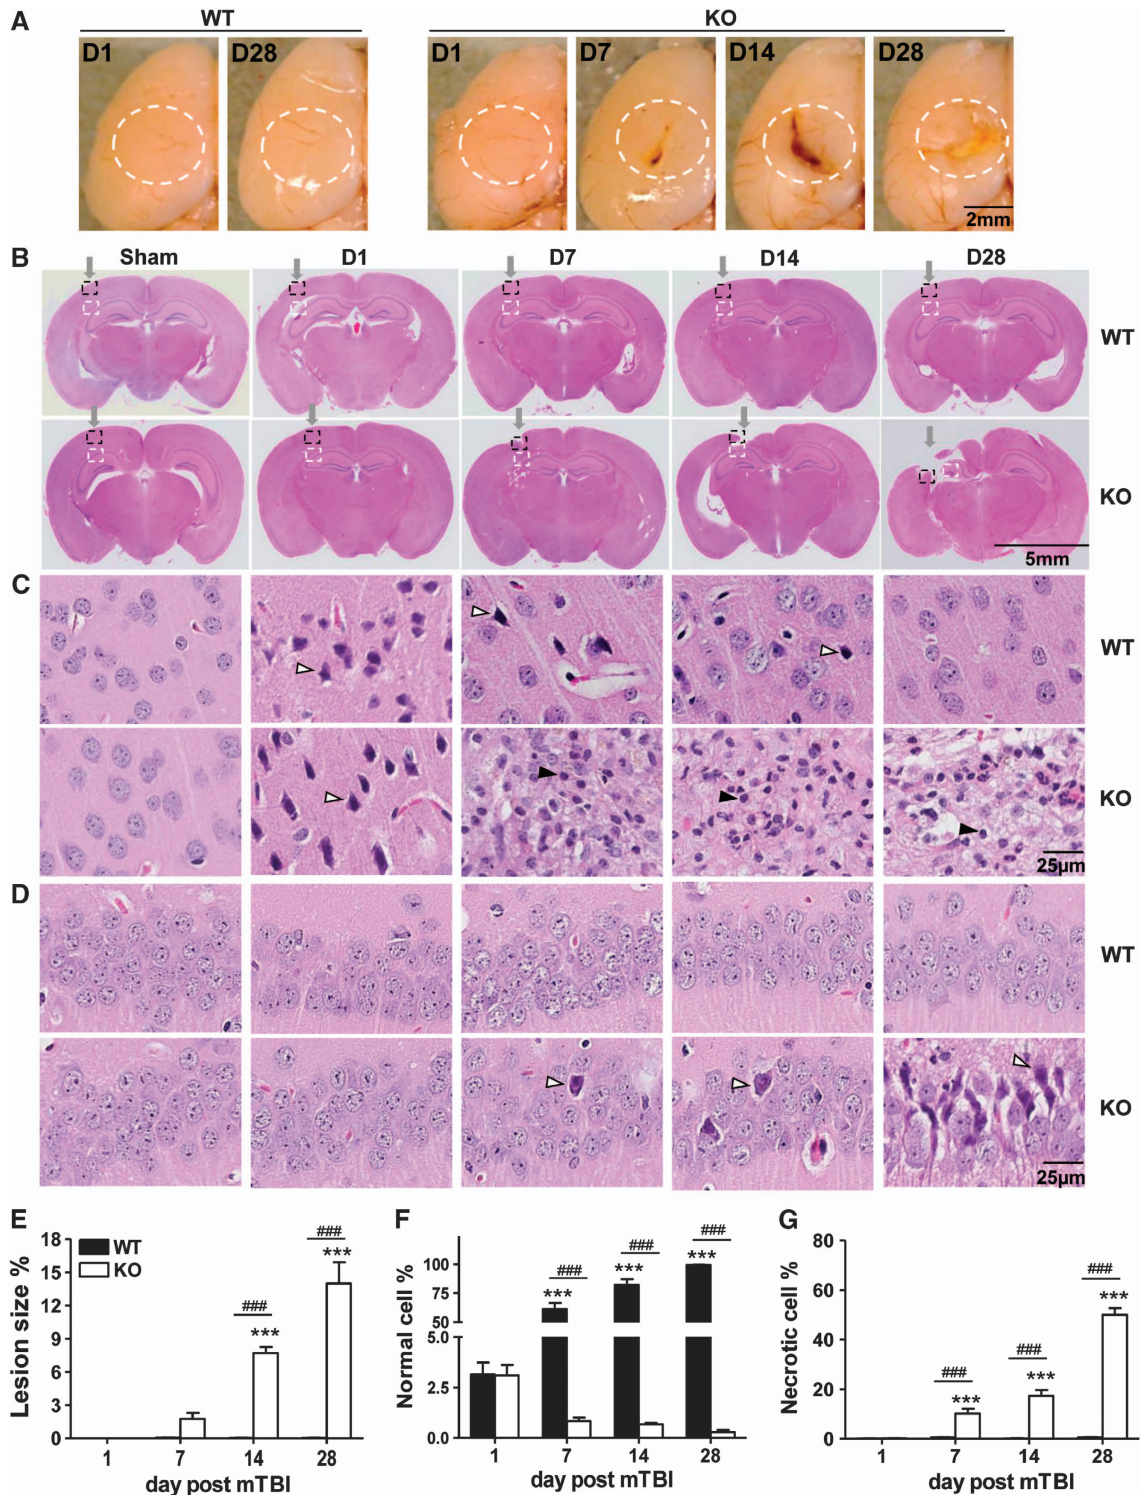 A
WT
KO
D1
D28
D1
D7
D14
D28
2mm
B
Sham
D1
D7
D14
D28
WT
KO
5mm
C
WT
KO
25µm
D
WT
KO
25µm
E
Lesion size %
18
15
12
9
6
3
0
WT
KO
###
***
###
***
1
7
14
28
day post mTBI
F
Normal cell %
100
75
50
5.0
2.5
0.0
###
***
###
***
###
***
1
7
14
28
day post mTBI
G
Necrotic cell %
80
60
40
20
0
###
***
###
***
###
***
1
7
14
28
day post mTBI